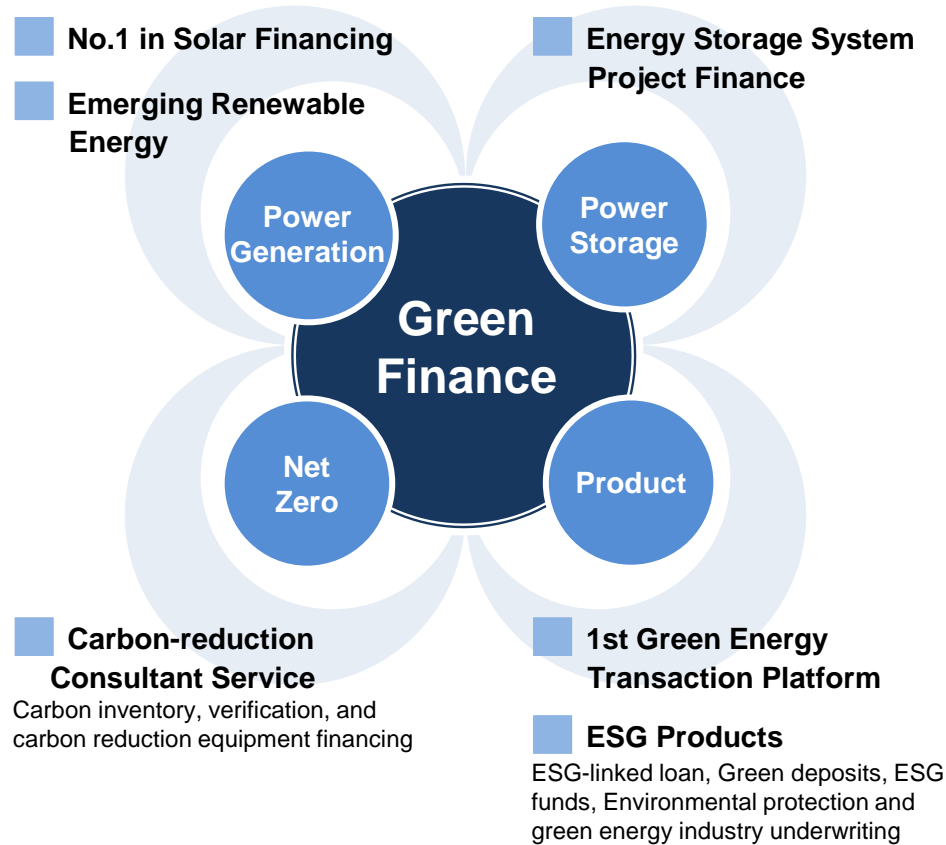 No.1 in Solar Financing
Emerging Renewable
Energy
Energy Storage System
Project Finance
Power
Generation
Power
Storage
Green
Finance
Net
Zero
Product
Carbon-reduction
Consultant Service
Carbon inventory, verification, and
carbon reduction equipment financing
1st Green Energy
Transaction Platform
ESG Products
ESG-linked loan, Green deposits, ESG
funds, Environmental protection and
green energy industry underwriting